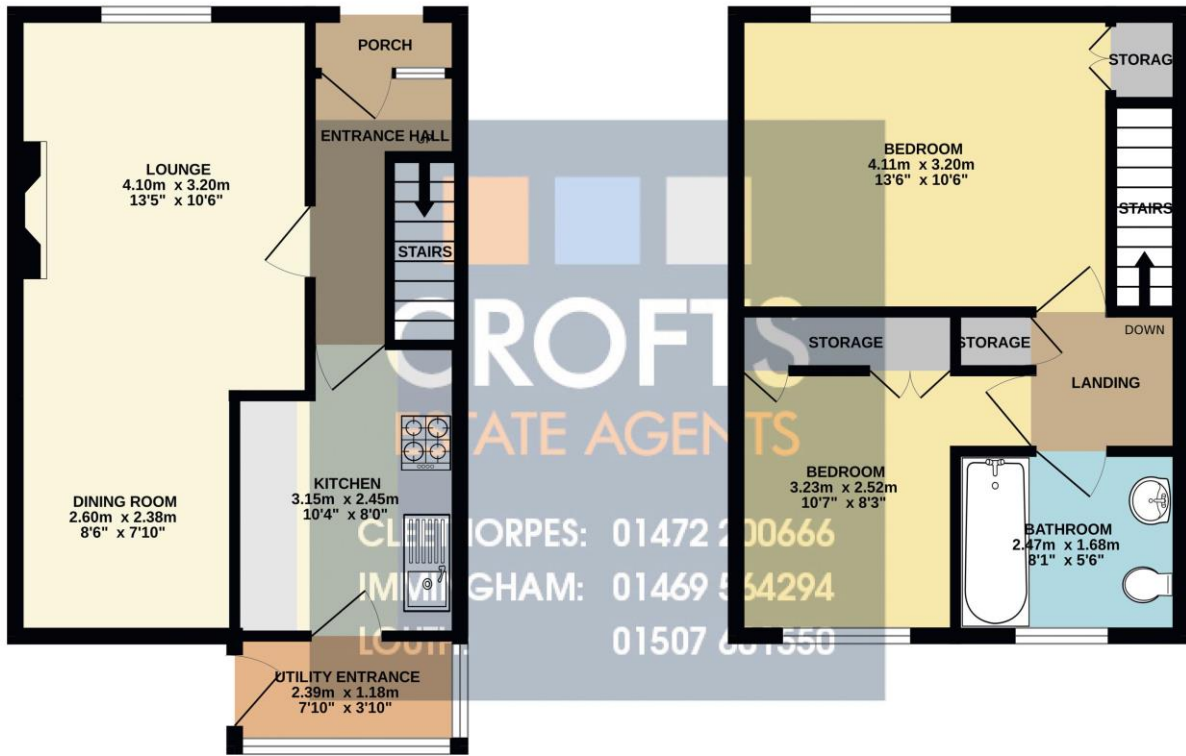 PORCH
ENTRANCE HALL
UP
LOUNGE
4.10m x 3.20m
13'5" x 10'6"
STAIRS
DINING ROOM
2.60m x 2.38m
8'6" x 7'10"
KITCHEN
3.15m x 2.45m
10'4" x 8'0"
UTILITY ENTRANCE
2.39m x 1.18m
7'10" x 3'10"
STORAG
BEDROOM
4.11m x 3.20m
13'6" x 10'6"
STAIRS
DOWN
STORAGE
STORAGE
LANDING
BEDROOM
3.23m x 2.52m
10'7" x 8'3"
BATHROOM
2.47m x 1.68m
8'1" x 5'6"
CROFTS
ESTATE AGENTS
CLEETHORPES: 01472 200666
IMMINGHAM: 01469 564294
LOUTH: 01507